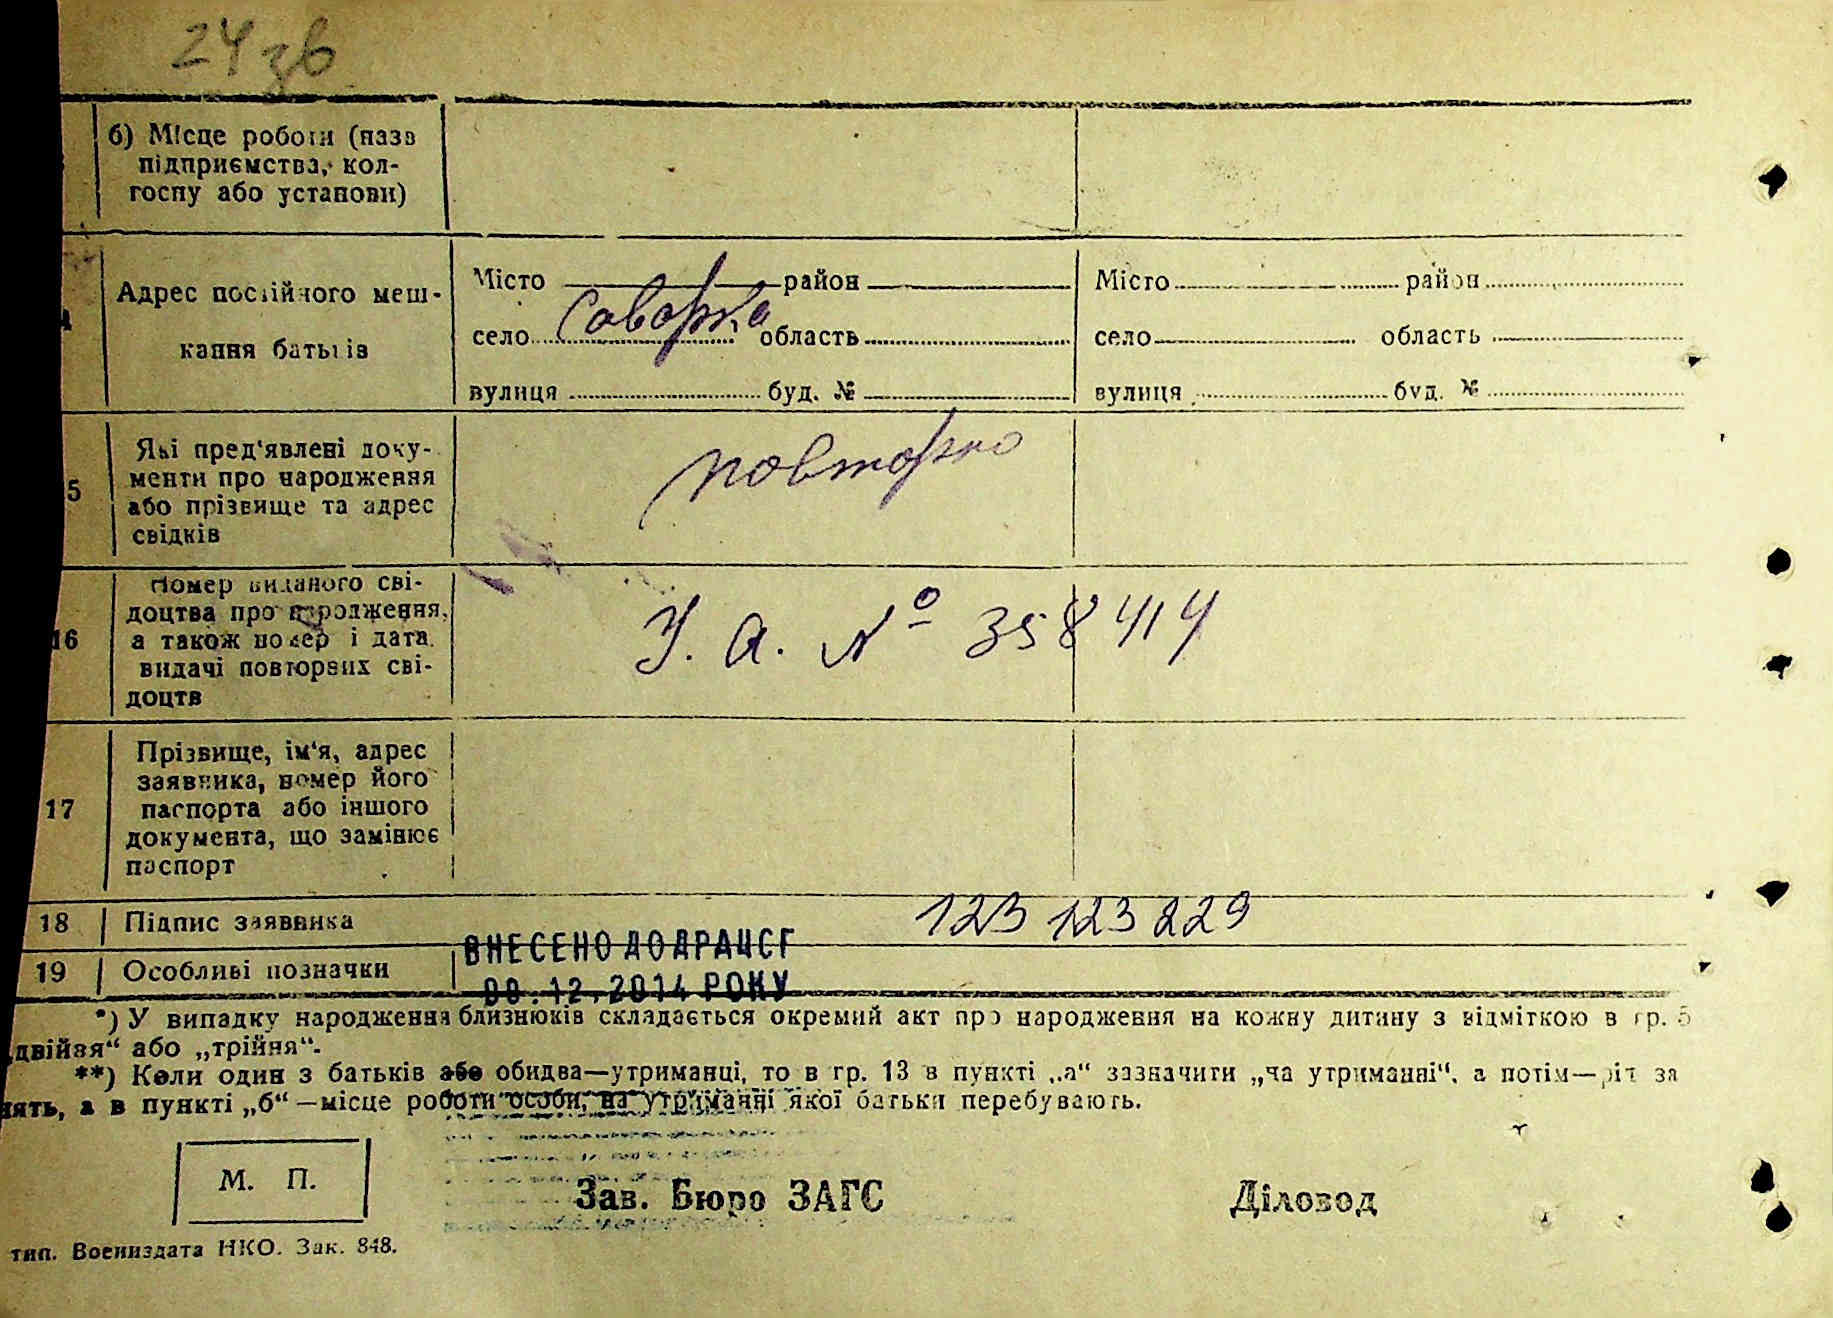 24 зв
б) Місце роботи (назв
підприємства, кол-
госпу або установи)
Адрес постійного меш-
кання батьків
Місто район
село Саварка область
вулиця буд. №
Місто район
село область
вулиця буд. №
5
Які пред'явлені доку-
менти про народження
або прізвище та адрес
свідків
повторно
16
Номер виданого сві-
доцтва про народження,
а також номер і дата
видачі повторних сві-
доцтв
У. А. № 358414
17
Прізвище, ім'я, адрес
заявника, номер його
паспорта або іншого
документа, що замінює
паспорт
18 Підпис заявника 123 123 229
19 Особливі позначки
ВНЕСЕНО ДО ДРАЦСГ
12.2014 РОКУ
*) У випадку народження близнюків складається окремий акт про народження на кожну дитину з відміткою в гр. 5
„двійня“ або „трійня“.
**) Коли один з батьків або обидва—утриманці, то в гр. 13 в пункті „а“ зазначити „на утриманні“, а потім—ріт за
нять, а в пункті „б“—місце роботи особи, на утриманні якої батьки перебувають.
М. П.
Зав. Бюро ЗАГС
Діловод
тип. Воениздата НКО. Зак. 848.